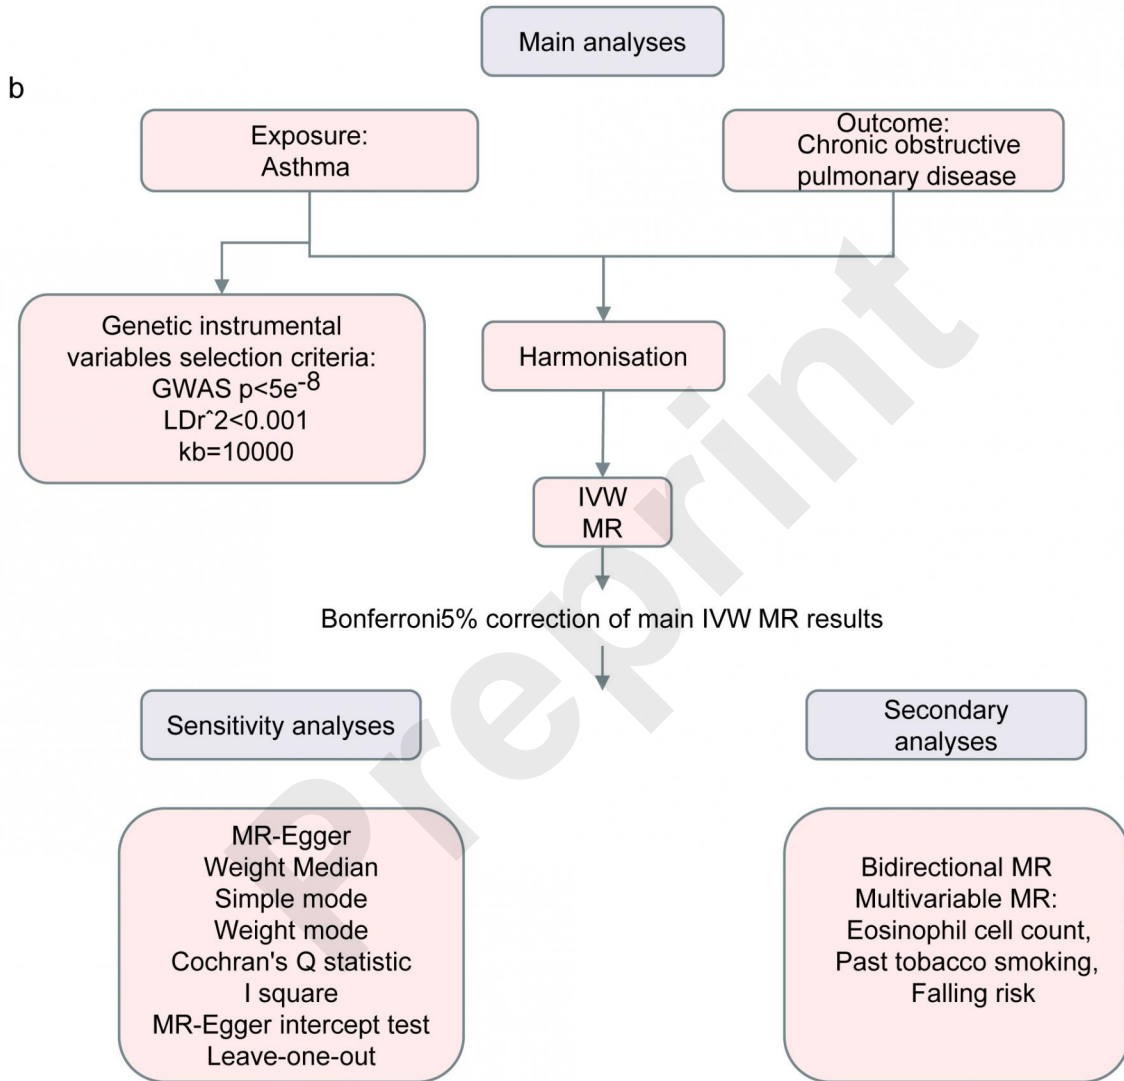 Main analyses
b
Exposure:
Asthma
Outcome:
Chronic obstructive
pulmonary disease
Genetic instrumental
variables selection criteria:
GWAS p<5e-8
LDr^2<0.001
kb=10000
Harmonisation
IVW
MR
Bonferroni5% correction of main IVW MR results
Sensitivity analyses
Secondary
analyses
MR-Egger
Weight Median
Simple mode
Weight mode
Cochran's Q statistic
I square
MR-Egger intercept test
Leave-one-out
Bidirectional MR
Multivariable MR:
Eosinophil cell count,
Past tobacco smoking,
Falling risk
Preprint